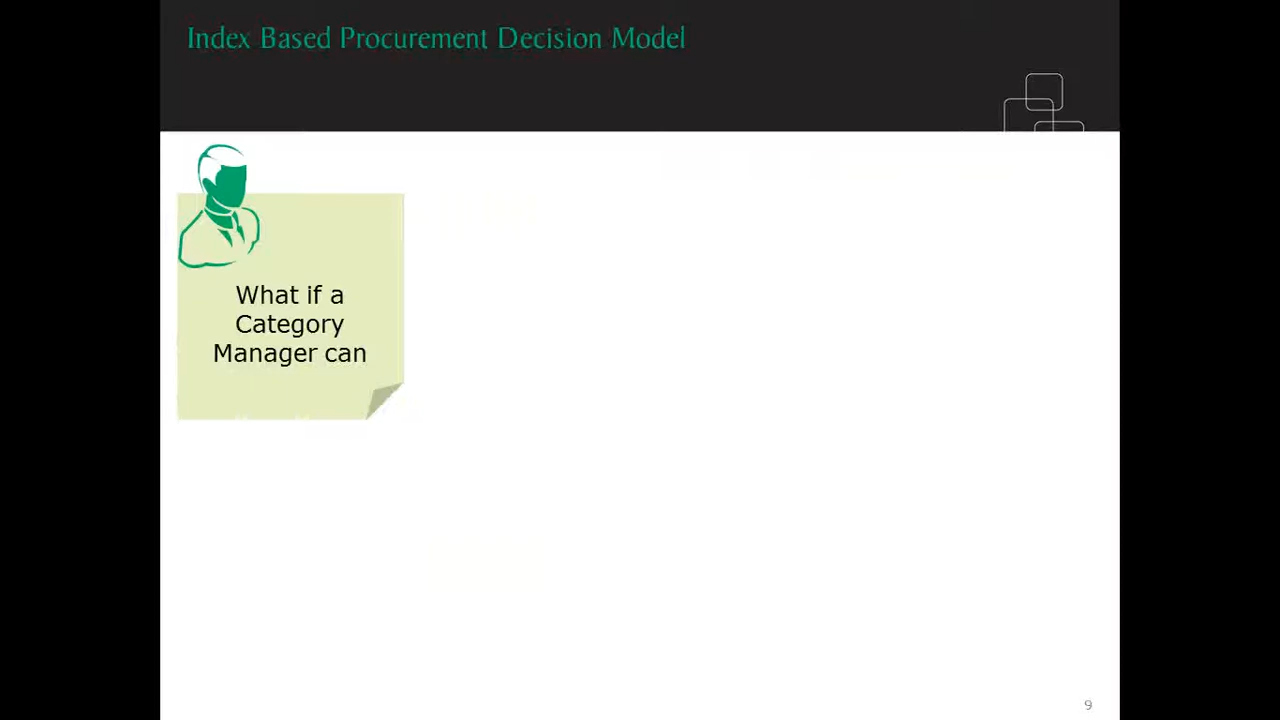 Index Based Procurement Decision Model
What if a
Category
Manager can
9